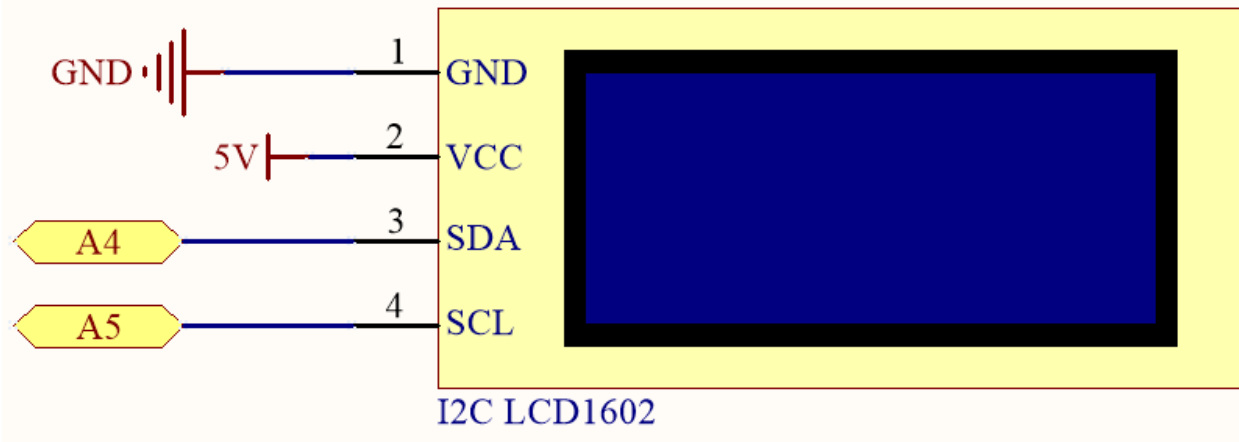 GND 1 GND
5V 2 VCC
A4 3 SDA
A5 4 SCL
I2C LCD1602